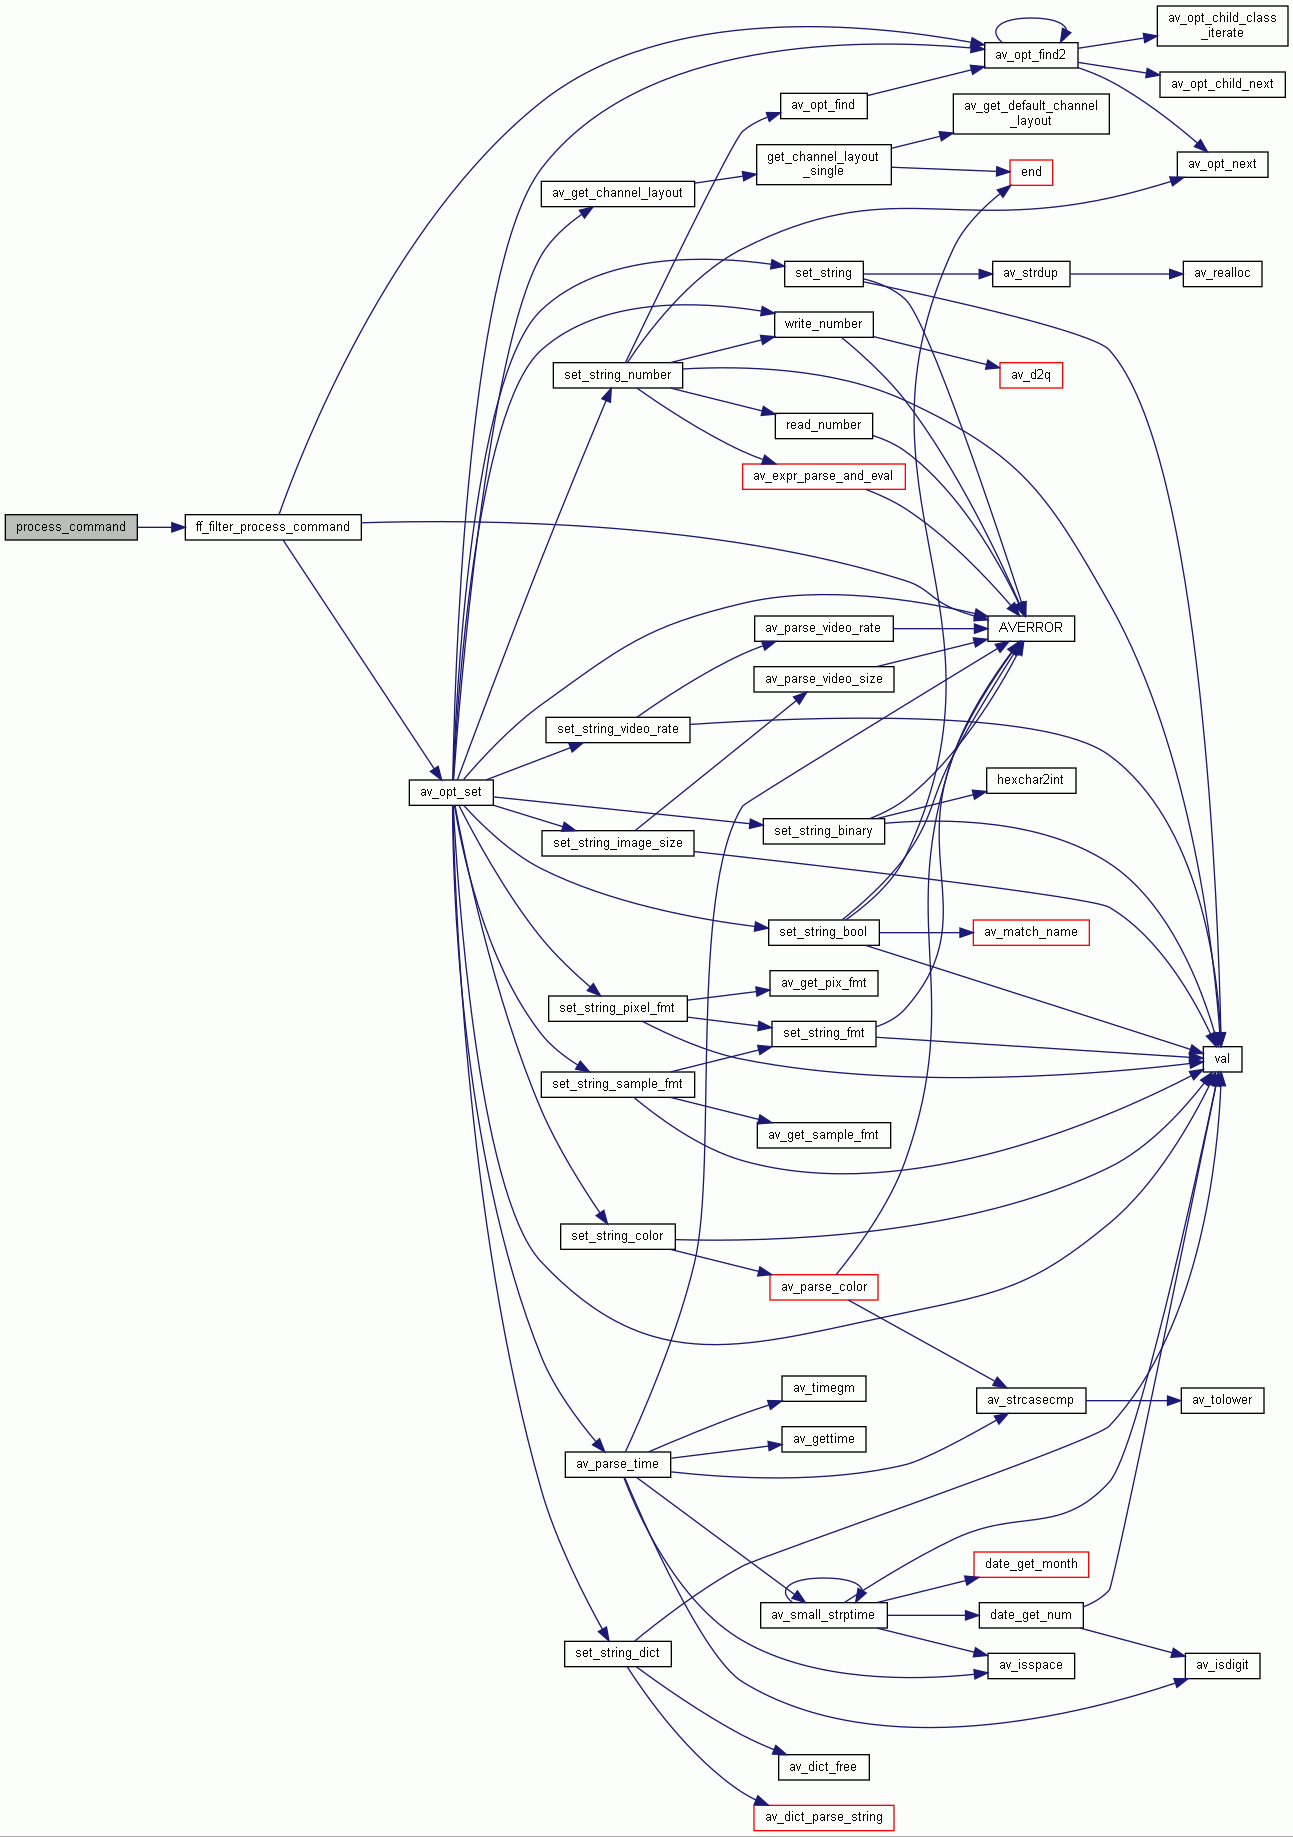 av_opt_child_class
_iterate
av_opt_find2
av_opt_child_next
av_opt_find
av_get_default_channel
_layout
get_channel_layout
_single
av_opt_next
end
av_get_channel_layout
set_string
av_strdup
av_realloc
write_number
set_string_number
av_d2q
read_number
av_expr_parse_and_eval
process_command
ff_filter_process_command
av_parse_video_rate
AVERROR
av_parse_video_size
set_string_video_rate
hexchar2int
av_opt_set
set_string_binary
set_string_image_size
set_string_bool
av_match_name
av_get_pix_fmt
set_string_pixel_fmt
set_string_fmt
val
set_string_sample_fmt
av_get_sample_fmt
set_string_color
av_parse_color
av_timegm
av_strcasecmp
av_tolower
av_gettime
av_parse_time
date_get_month
av_small_strptime
date_get_num
set_string_dict
av_isspace
av_isdigit
av_dict_free
av_dict_parse_string